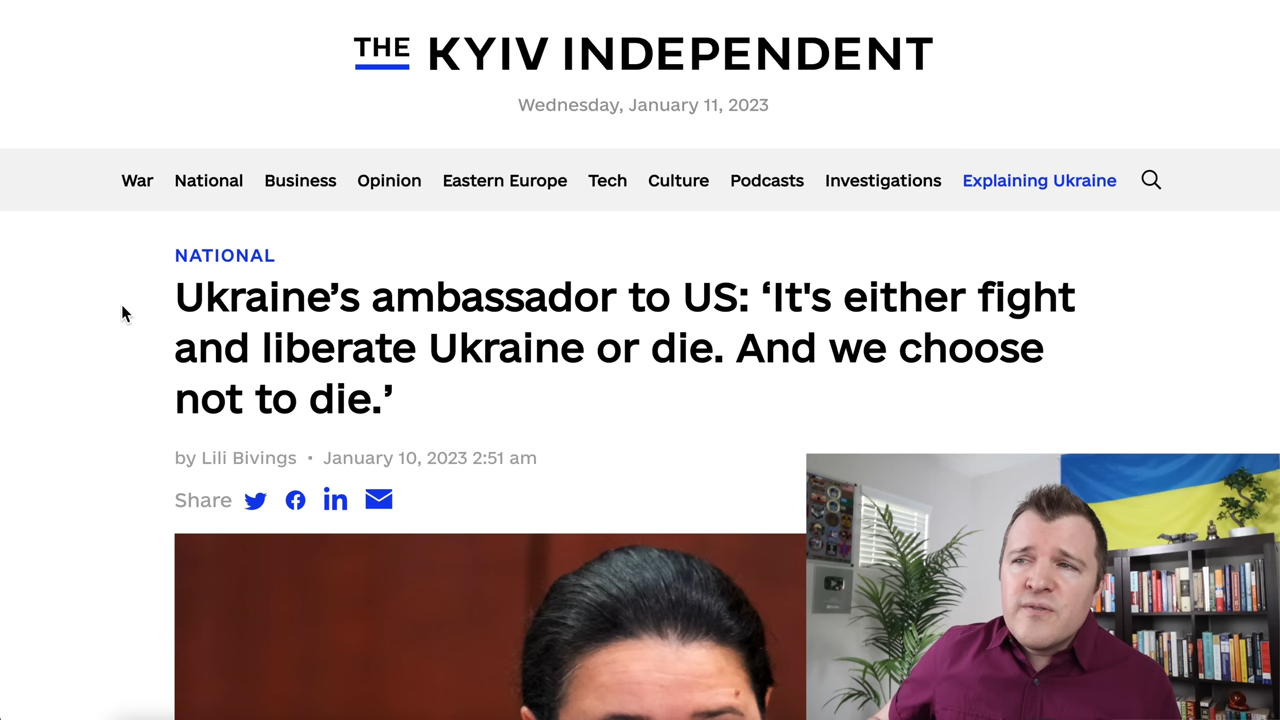 THE KYIV INDEPENDENT
Wednesday, January 11, 2023
War National Business Opinion Eastern Europe Tech Culture Podcasts Investigations Explaining Ukraine
NATIONAL
Ukraine’s ambassador to US: ‘It's either fight
and liberate Ukraine or die. And we choose
not to die.’
by Lili Bivings • January 10, 2023 2:51 am
Share